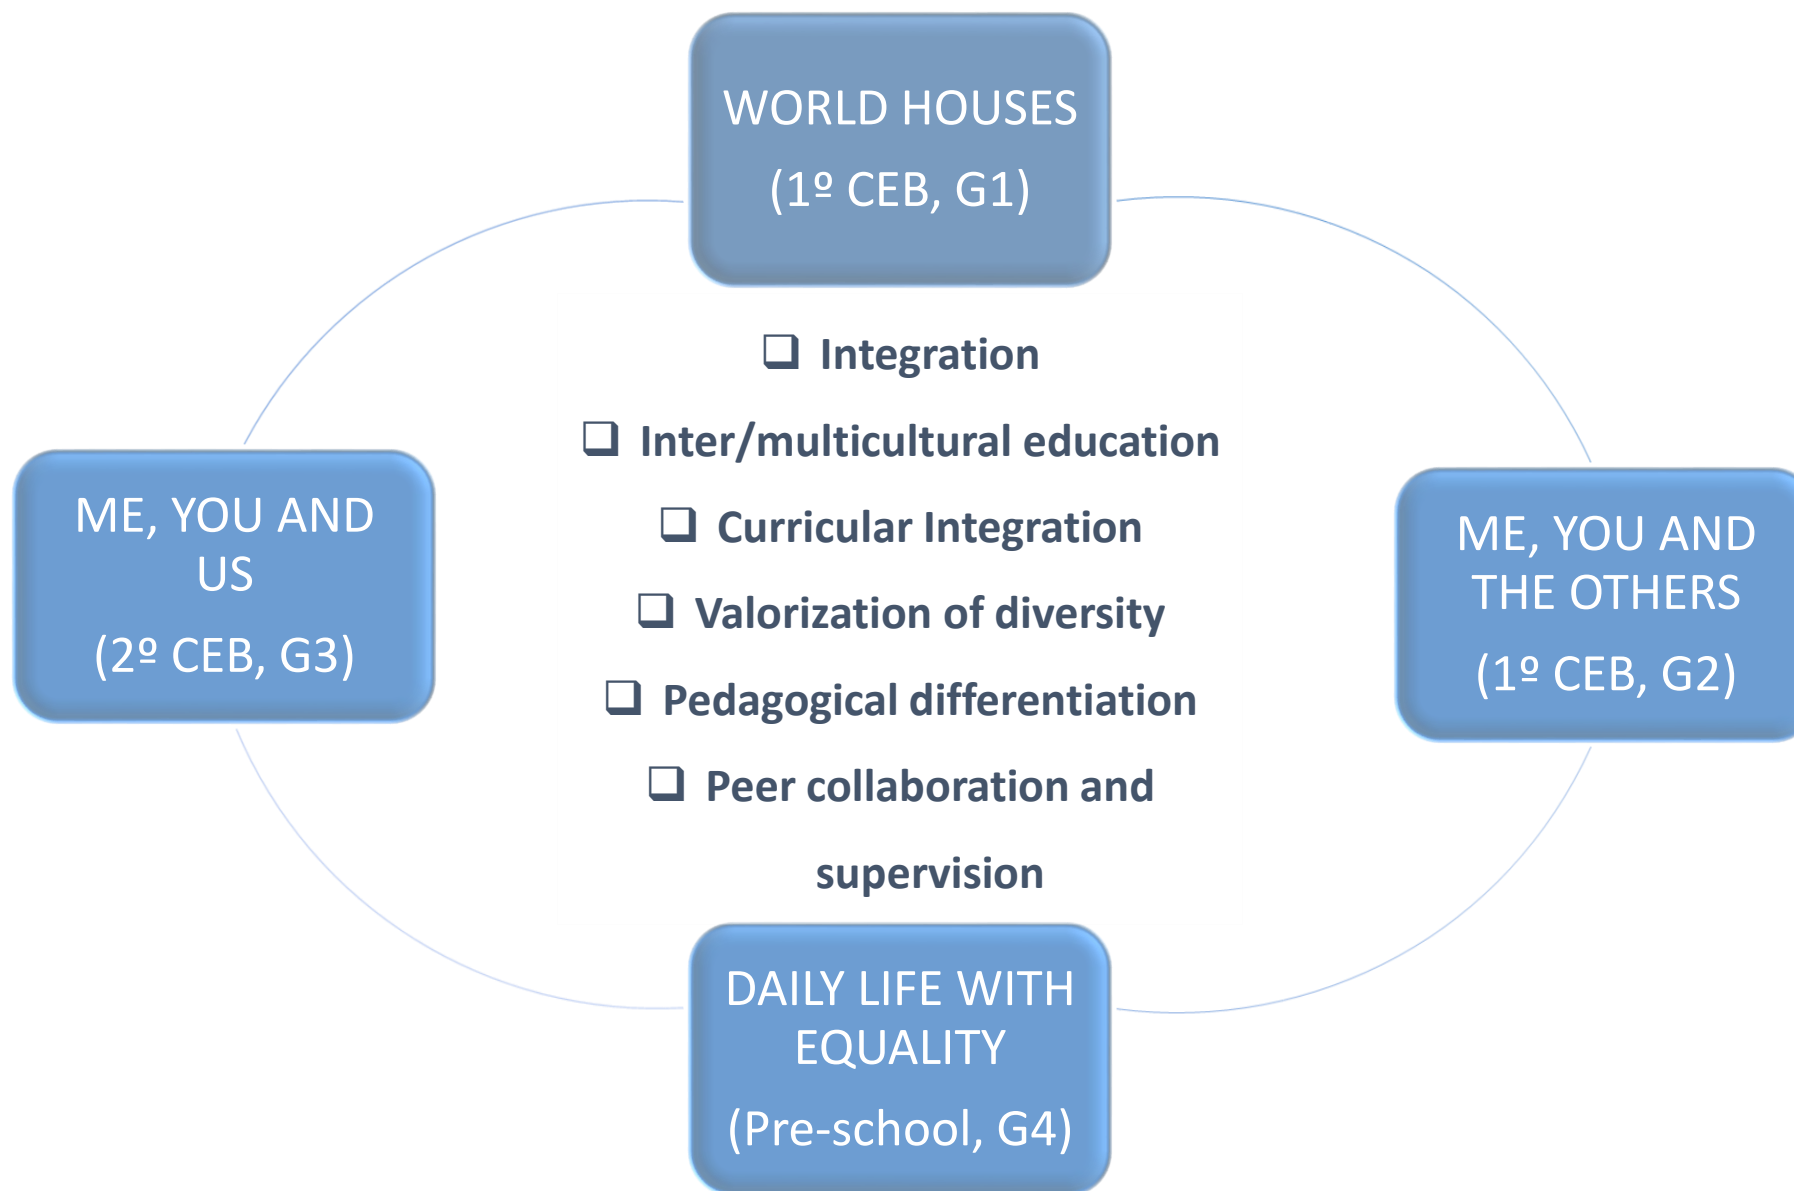 WORLD HOUSES
(1º CEB, G1)
❑ Integration
❑ Inter/multicultural education
❑ Curricular Integration
❑ Valorization of diversity
❑ Pedagogical differentiation
❑ Peer collaboration and
supervision
ME, YOU AND
US
(2º CEB, G3)
ME, YOU AND
THE OTHERS
(1º CEB, G2)
DAILY LIFE WITH
EQUALITY
(Pre-school, G4)